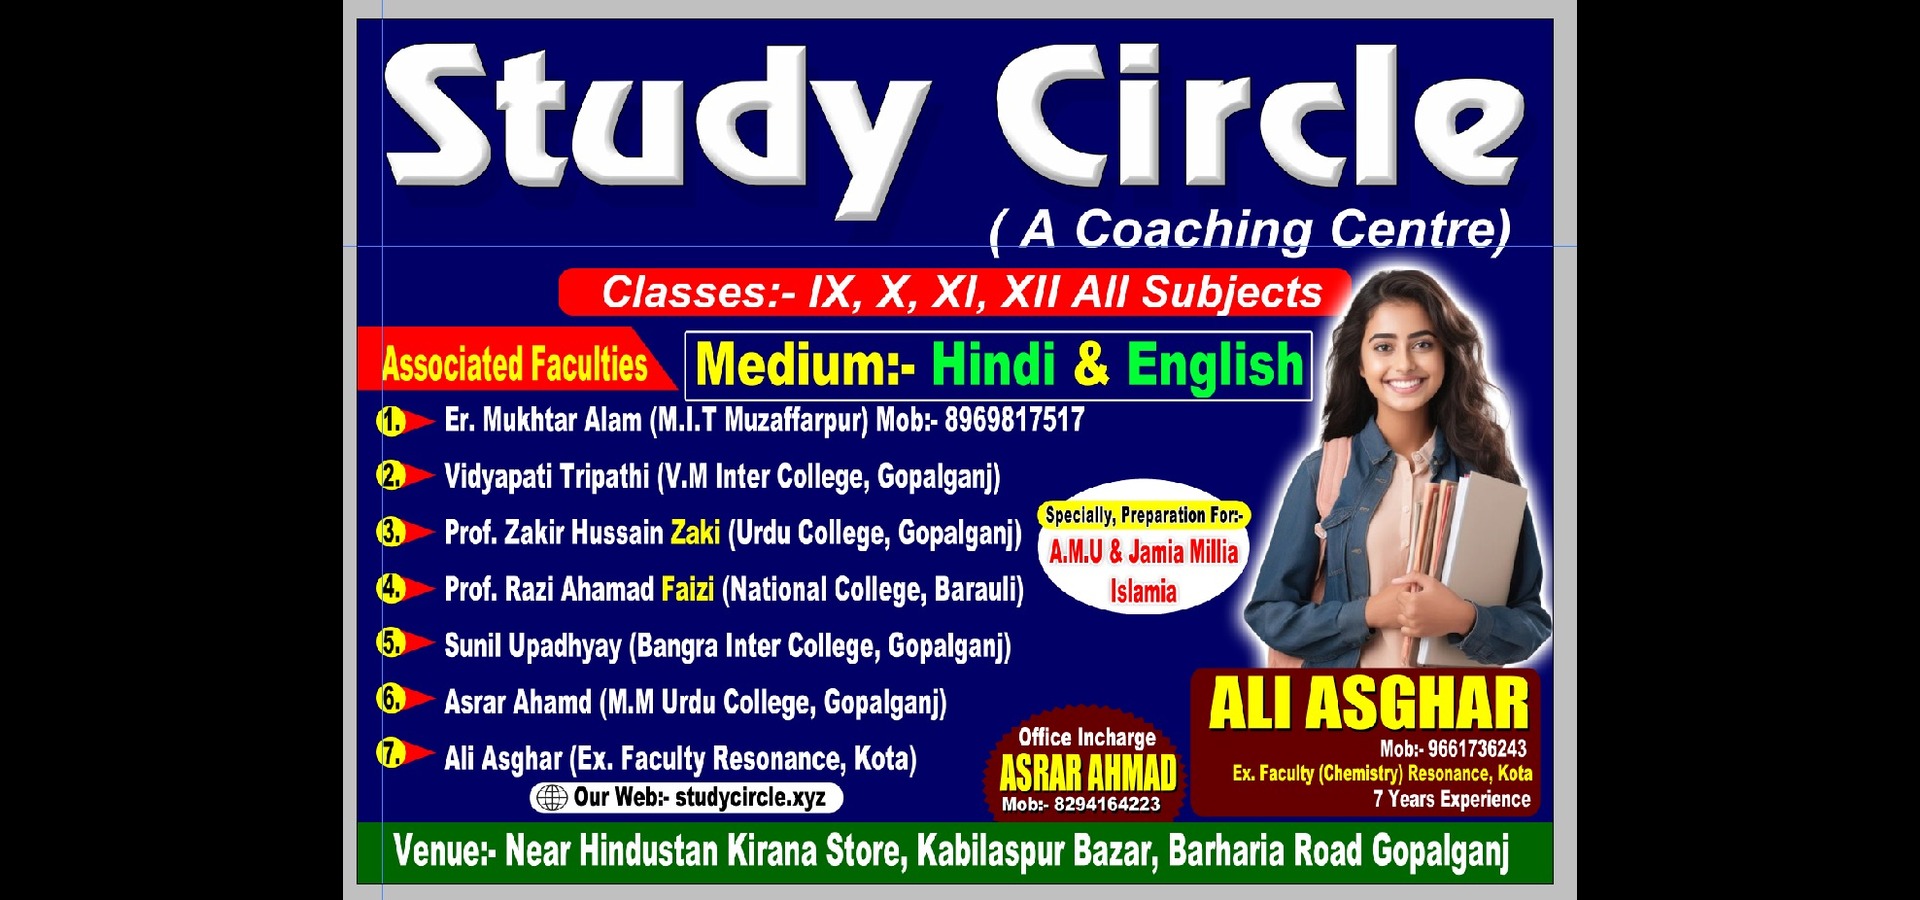 Study Circle
( A Coaching Centre)
Classes:- IX, X, XI, XII All Subjects
Associated Faculties
Medium:- Hindi & English
1. Er. Mukhtar Alam (M.I.T Muzaffarpur) Mob:- 8969817517
2. Vidyapati Tripathi (V.M Inter College, Gopalganj)
3. Prof. Zakir Hussain Zaki (Urdu College, Gopalganj)
4. Prof. Razi Ahamad Faizi (National College, Barauli)
5. Sunil Upadhyay (Bangra Inter College, Gopalganj)
6. Asrar Ahamd (M.M Urdu College, Gopalganj)
7. Ali Asghar (Ex. Faculty Resonance, Kota)
Our Web:- studycircle.xyz
Specially, Preparation For:-
A.M.U & Jamia Millia
Islamia
Office Incharge
ASRAR AHMAD
Mob:- 8294164223
ALI ASGHAR
Mob:- 9661736243
Ex. Faculty (Chemistry) Resonance, Kota
7 Years Experience
Venue:- Near Hindustan Kirana Store, Kabilaspur Bazar, Barharia Road Gopalganj